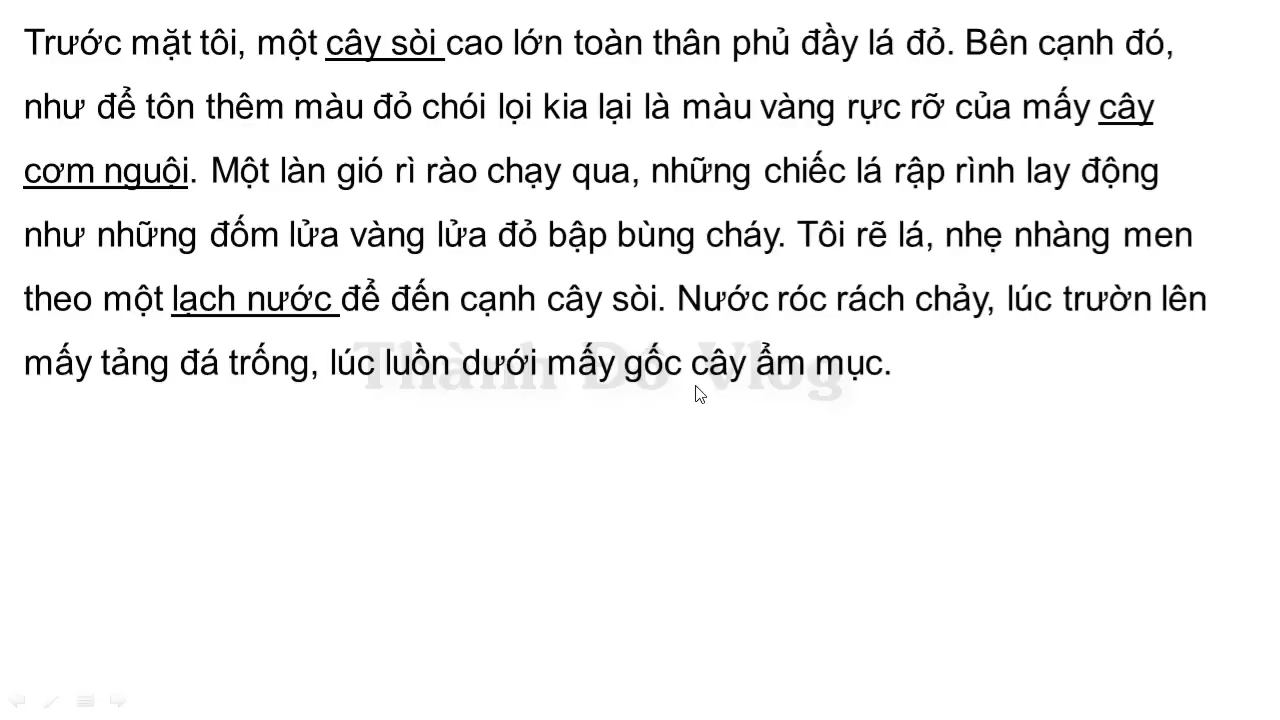 Trước mặt tôi, một cây sòi cao lớn toàn thân phủ đầy lá đỏ. Bên cạnh đó,
như để tôn thêm màu đỏ chói lọi kia lại là màu vàng rực rỡ của mấy cây
cơm nguội. Một làn gió rì rào chạy qua, những chiếc lá rập rình lay động
như những đốm lửa vàng lửa đỏ bập bùng cháy. Tôi rẽ lá, nhẹ nhàng men
theo một lạch nước để đến cạnh cây sòi. Nước róc rách chảy, lúc trườn lên
mấy tảng đá trống, lúc luồn dưới mấy gốc cây ẩm mục.
Thành Đô Vlog